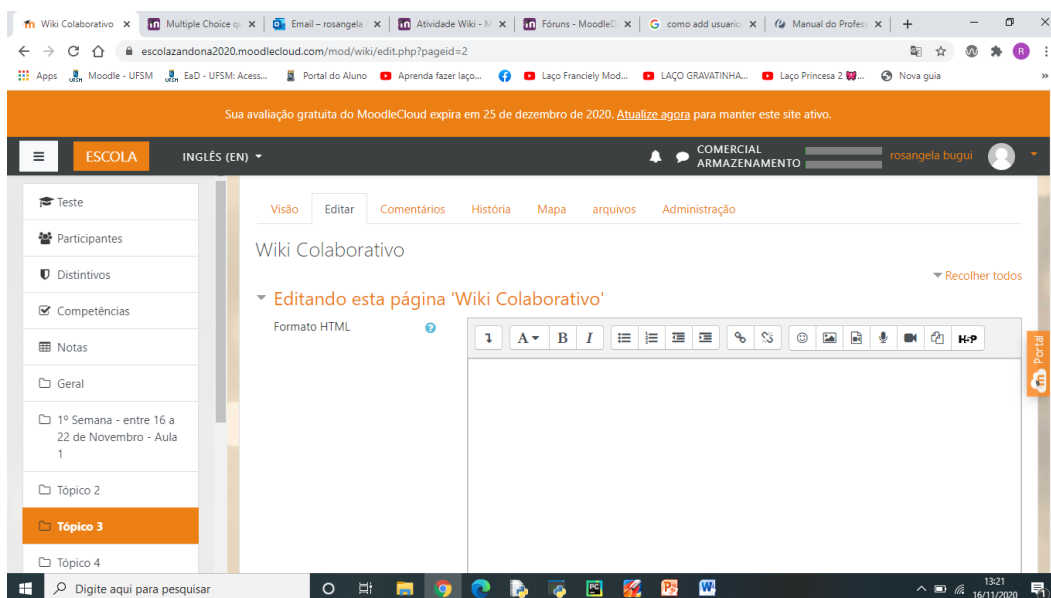 Wiki Colaborativo
Multiple Choice qu
Email – rosangela
Atividade Wiki - M
Fóruns - MoodleD
como add usuario
Manual do Profess
escolazandona2020.moodlecloud.com/mod/wiki/edit.php?pageid=2
R
Apps
Moodle - UFSM
EaD - UFSM: Acess...
Portal do Aluno
Aprenda fazer laço...
Laço Franciely Mod...
LAÇO GRAVATINHA...
Laço Princesa 2
Nova guia
Sua avaliação gratuita do MoodleCloud expira em 25 de dezembro de 2020. Atualize agora para manter este site ativo.
ESCOLA
INGLÊS (EN)
COMERCIAL
ARMAZENAMENTO
rosangela bugui
Teste
Participantes
Distintivos
Competências
Notas
Geral
1º Semana - entre 16 a
22 de Novembro - Aula
1
Tópico 2
Tópico 3
Tópico 4
Visão Editar Comentários História Mapa arquivos Administração
Wiki Colaborativo
Recolher todos
Editando esta página 'Wiki Colaborativo'
Formato HTML
A B I H5P
Portal
Digite aqui para pesquisar
13:21
16/11/2020